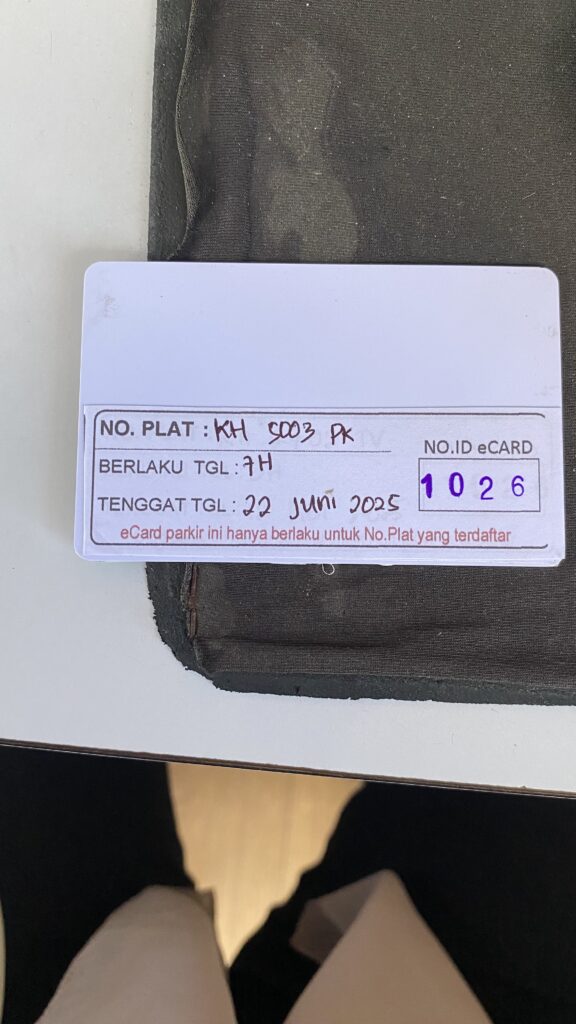 NO. PLAT : KH 5003 PK
BERLAKU TGL : 7H
TENGGAT TGL : 22 juni 2025
NO.ID eCARD
1026
eCard parkir ini hanya berlaku untuk No.Plat yang terdaftar